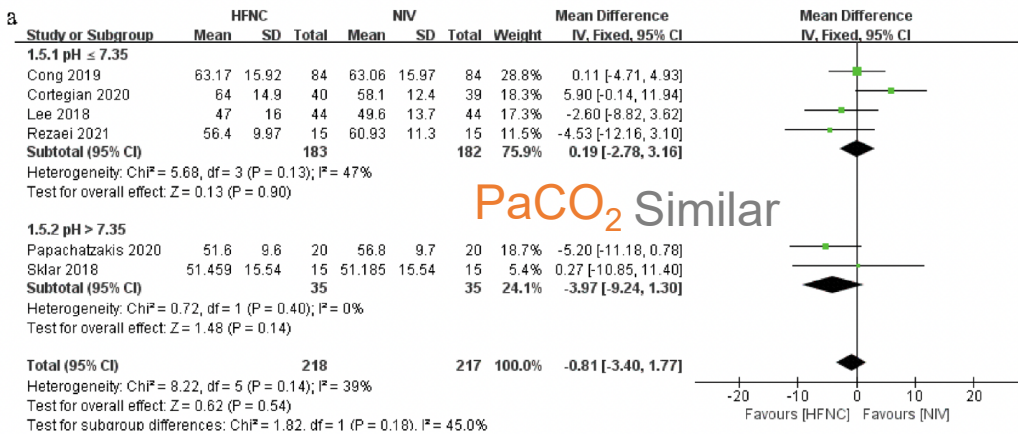 a
HFNC NIV Mean Difference Mean Difference
Study or Subgroup Mean SD Total Mean SD Total Weight IV, Fixed, 95% CI IV, Fixed, 95% CI
1.5.1 pH ≤ 7.35
Cong 2019 63.17 15.92 84 63.06 15.97 84 28.8% 0.11 [-4.71, 4.93]
Cortegian 2020 64 14.9 40 58.1 12.4 39 18.3% 5.90 [-0.14, 11.94]
Lee 2018 47 16 44 49.6 13.7 44 17.3% -2.60 [-8.82, 3.62]
Rezaei 2021 56.4 9.97 15 60.93 11.3 15 11.5% -4.53 [-12.16, 3.10]
Subtotal (95% CI) 183 182 75.9% 0.19 [-2.78, 3.16]
Heterogeneity: Chi² = 5.68, df = 3 (P = 0.13); I² = 47%
Test for overall effect: Z = 0.13 (P = 0.90)
PaCO₂ Similar
1.5.2 pH > 7.35
Papachatzakis 2020 51.6 9.6 20 56.8 9.7 20 18.7% -5.20 [-11.18, 0.78]
Sklar 2018 51.459 15.54 15 51.185 15.54 15 5.4% 0.27 [-10.85, 11.40]
Subtotal (95% CI) 35 35 24.1% -3.97 [-9.24, 1.30]
Heterogeneity: Chi² = 0.72, df = 1 (P = 0.40); I² = 0%
Test for overall effect: Z = 1.48 (P = 0.14)
Total (95% CI) 218 217 100.0% -0.81 [-3.40, 1.77]
Heterogeneity: Chi² = 8.22, df = 5 (P = 0.14); I² = 39%
Test for overall effect: Z = 0.62 (P = 0.54)
Test for subgroup differences: Chi² = 1.82, df = 1 (P = 0.18), I² = 45.0%
-20 -10 0 10 20
Favours [HFNC] Favours [NIV]